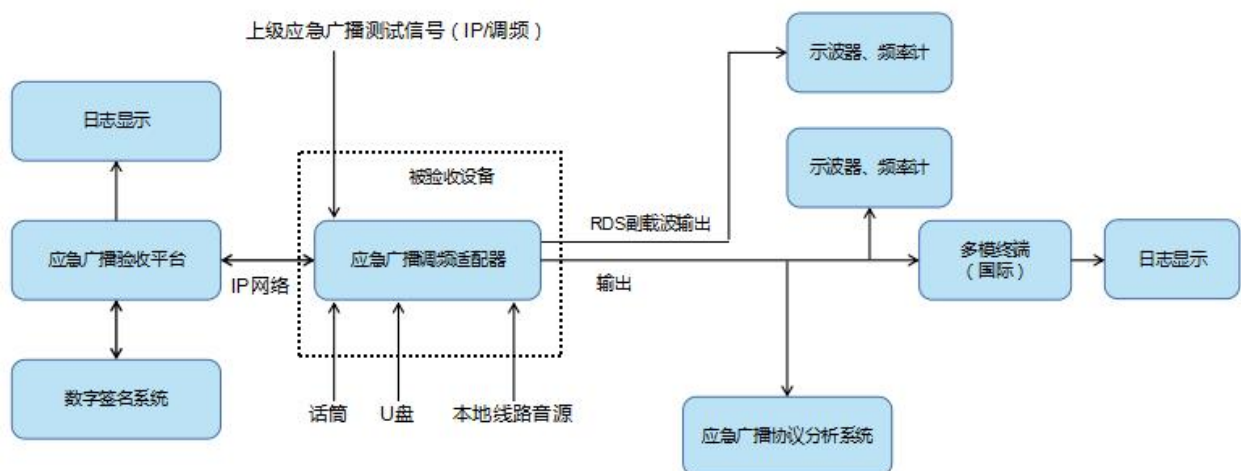 上级应急广播测试信号（IP/调频）
示波器、频率计
日志显示
被验收设备
示波器、频率计
RDS副载波输出
应急广播验收平台
IP网络
应急广播调频适配器
输出
多模终端
（国际）
日志显示
数字签名系统
话筒
U盘
本地线路音源
应急广播协议分析系统